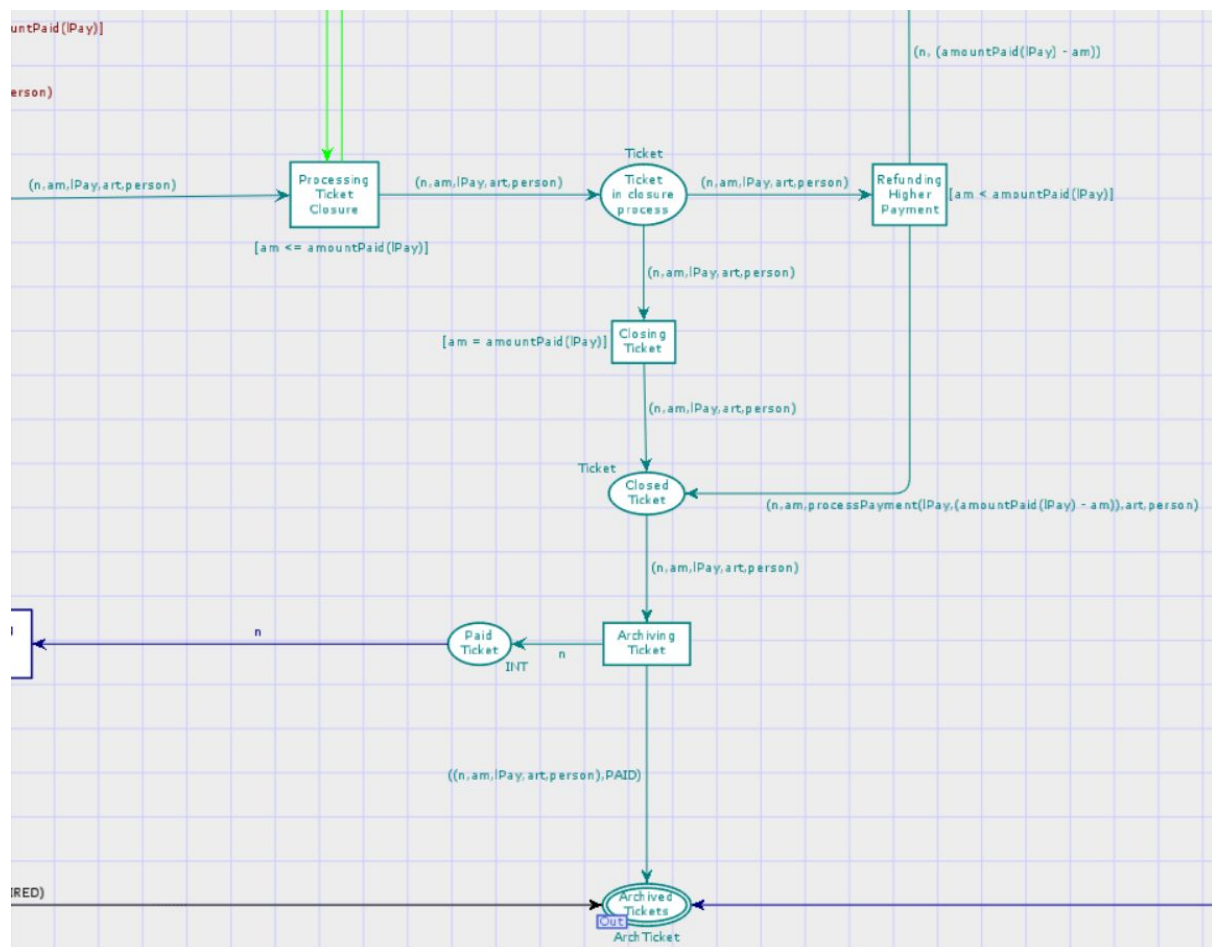 untPaid(lPay)]
(n, (amountPaid(lPay) - am))
erson)
Ticket
(n,am,lPay,art,person)
Processing
Ticket
Closure
(n,am,lPay,art,person)
Ticket
in closure
process
(n,am,lPay,art,person)
Refunding
Higher
Payment
[am < amountPaid(lPay)]
[am <= amountPaid(lPay)]
(n,am,lPay,art,person)
[am = amountPaid(lPay)]
Closing
Ticket
(n,am,lPay,art,person)
Ticket
Closed
Ticket
(n,am,processPayment(lPay,(amountPaid(lPay) - am)),art,person)
(n,am,lPay,art,person)
n
Paid
Ticket
INT
n
Archiving
Ticket
((n,am,lPay,art,person),PAID)
IRED)
Archived
Tickets
Out
ArchTicket